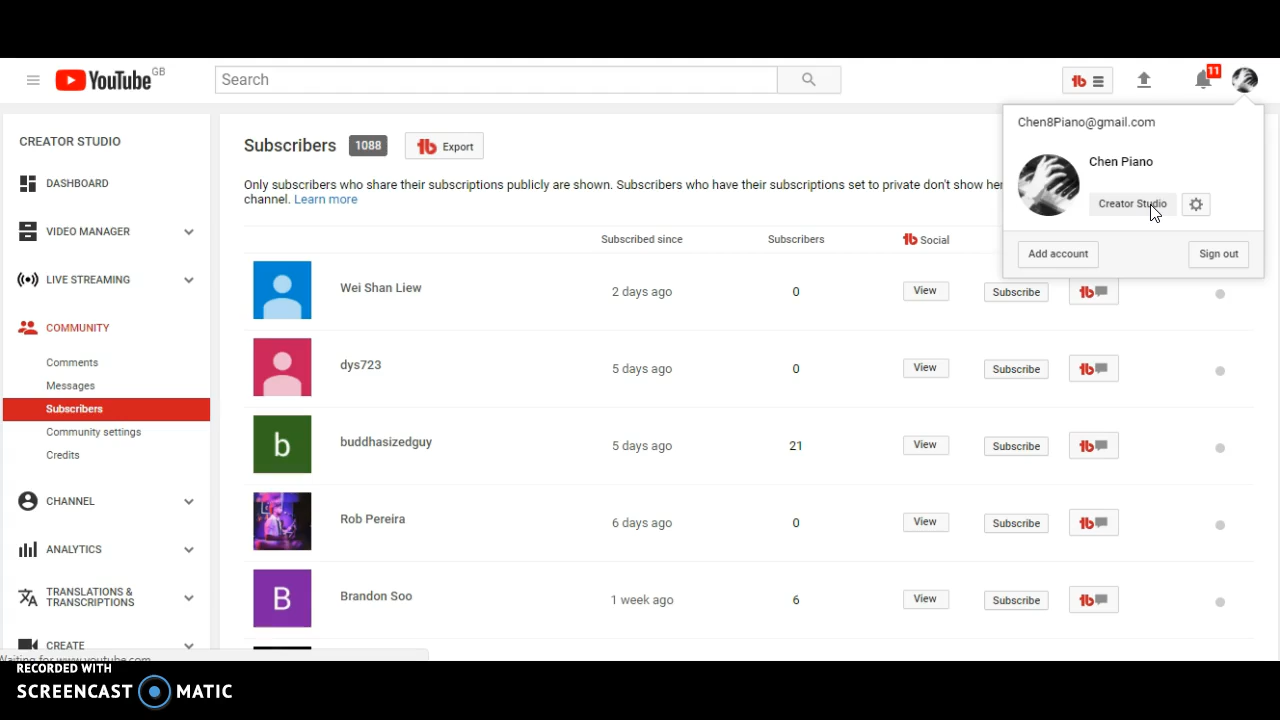 YouTube GB
Search
11
Chen8Piano@gmail.com
Chen Piano
Creator Studio
Add account
Sign out
CREATOR STUDIO
DASHBOARD
VIDEO MANAGER
LIVE STREAMING
COMMUNITY
Comments
Messages
Subscribers
Community settings
Credits
CHANNEL
ANALYTICS
TRANSLATIONS &
TRANSCRIPTIONS
CREATE
Subscribers 1088 Export
Only subscribers who share their subscriptions publicly are shown. Subscribers who have their subscriptions set to private don't show
channel. Learn more
Subscribed since Subscribers Social
Wei Shan Liew 2 days ago 0 View Subscribe
dys723 5 days ago 0 View Subscribe
b buddhasizedguy 5 days ago 21 View Subscribe
Rob Pereira 6 days ago 0 View Subscribe
B Brandon Soo 1 week ago 6 View Subscribe
Waiting for www.youtube.com
RECORDED WITH
SCREENCAST MATIC